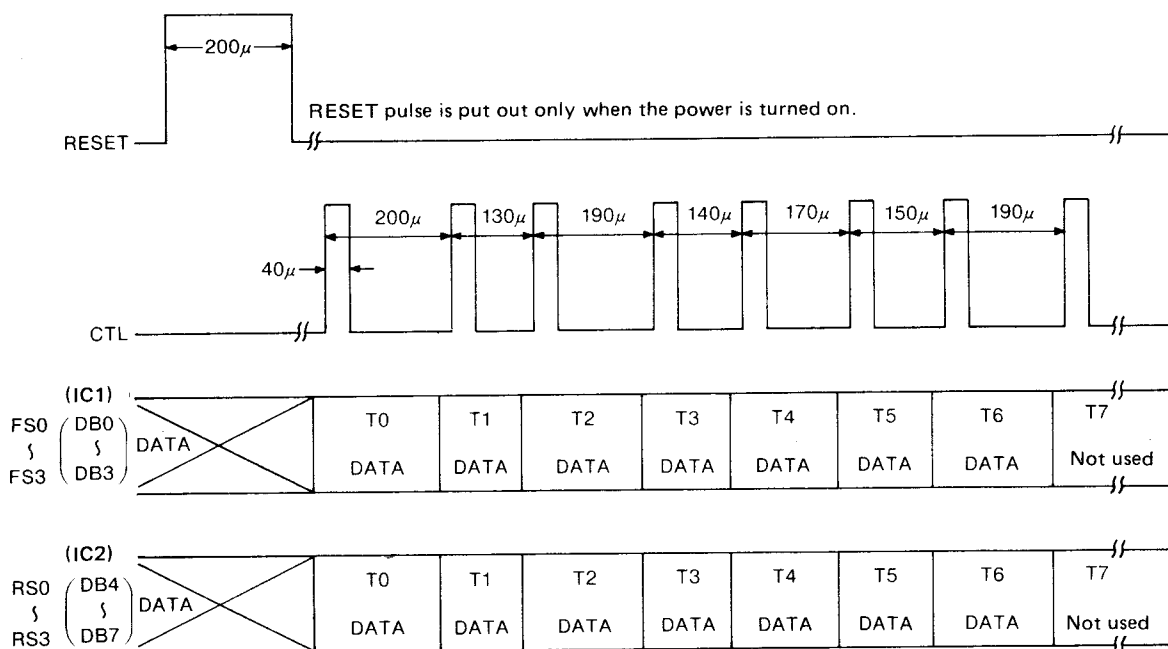 200μ
RESET pulse is put out only when the power is turned on.
RESET
200μ 130μ 190μ 140μ 170μ 150μ 190μ
40μ
CTL
(IC1)
FS0 ∫ FS3 (DB0 ∫ DB3) DATA
T0 T1 T2 T3 T4 T5 T6 T7
DATA DATA DATA DATA DATA DATA DATA Not used
(IC2)
RS0 ∫ RS3 (DB4 ∫ DB7) DATA
T0 T1 T2 T3 T4 T5 T6 T7
DATA DATA DATA DATA DATA DATA DATA Not used